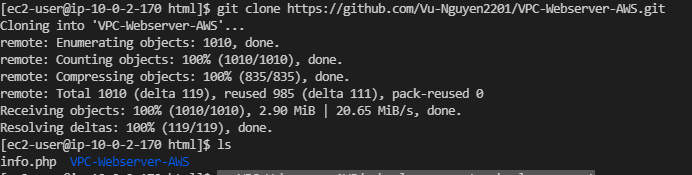 [ec2-user@ip-10-0-2-170 html]$ git clone https://github.com/Vu-Nguyen2201/VPC-Webserver-AWS.git
Cloning into 'VPC-Webserver-AWS'...
remote: Enumerating objects: 1010, done.
remote: Counting objects: 100% (1010/1010), done.
remote: Compressing objects: 100% (835/835), done.
remote: Total 1010 (delta 119), reused 985 (delta 111), pack-reused 0
Receiving objects: 100% (1010/1010), 2.90 MiB | 20.65 MiB/s, done.
Resolving deltas: 100% (119/119), done.
[ec2-user@ip-10-0-2-170 html]$ ls
info.php  VPC-Webserver-AWS